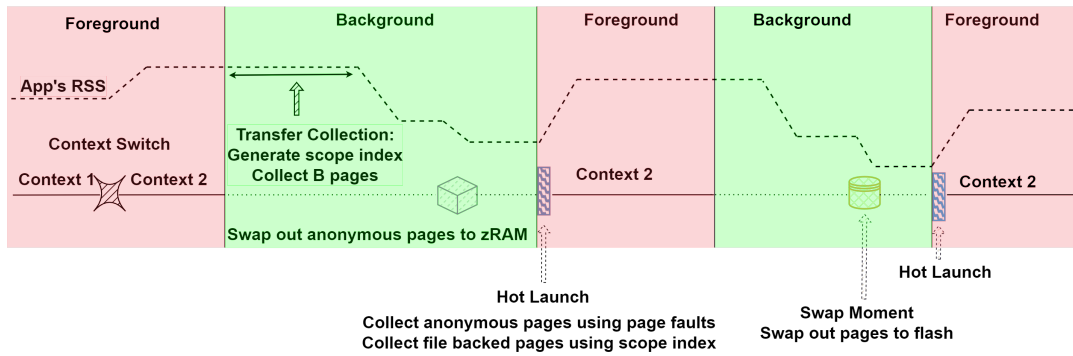 Foreground
Background
Foreground
Background
Foreground
App's RSS
Transfer Collection:
Generate scope index
Collect B pages
Context Switch
Context 1
Context 2
Context 2
Context 2
Swap out anonymous pages to zRAM
Hot Launch
Collect anonymous pages using page faults
Collect file backed pages using scope index
Swap Moment
Swap out pages to flash
Hot Launch